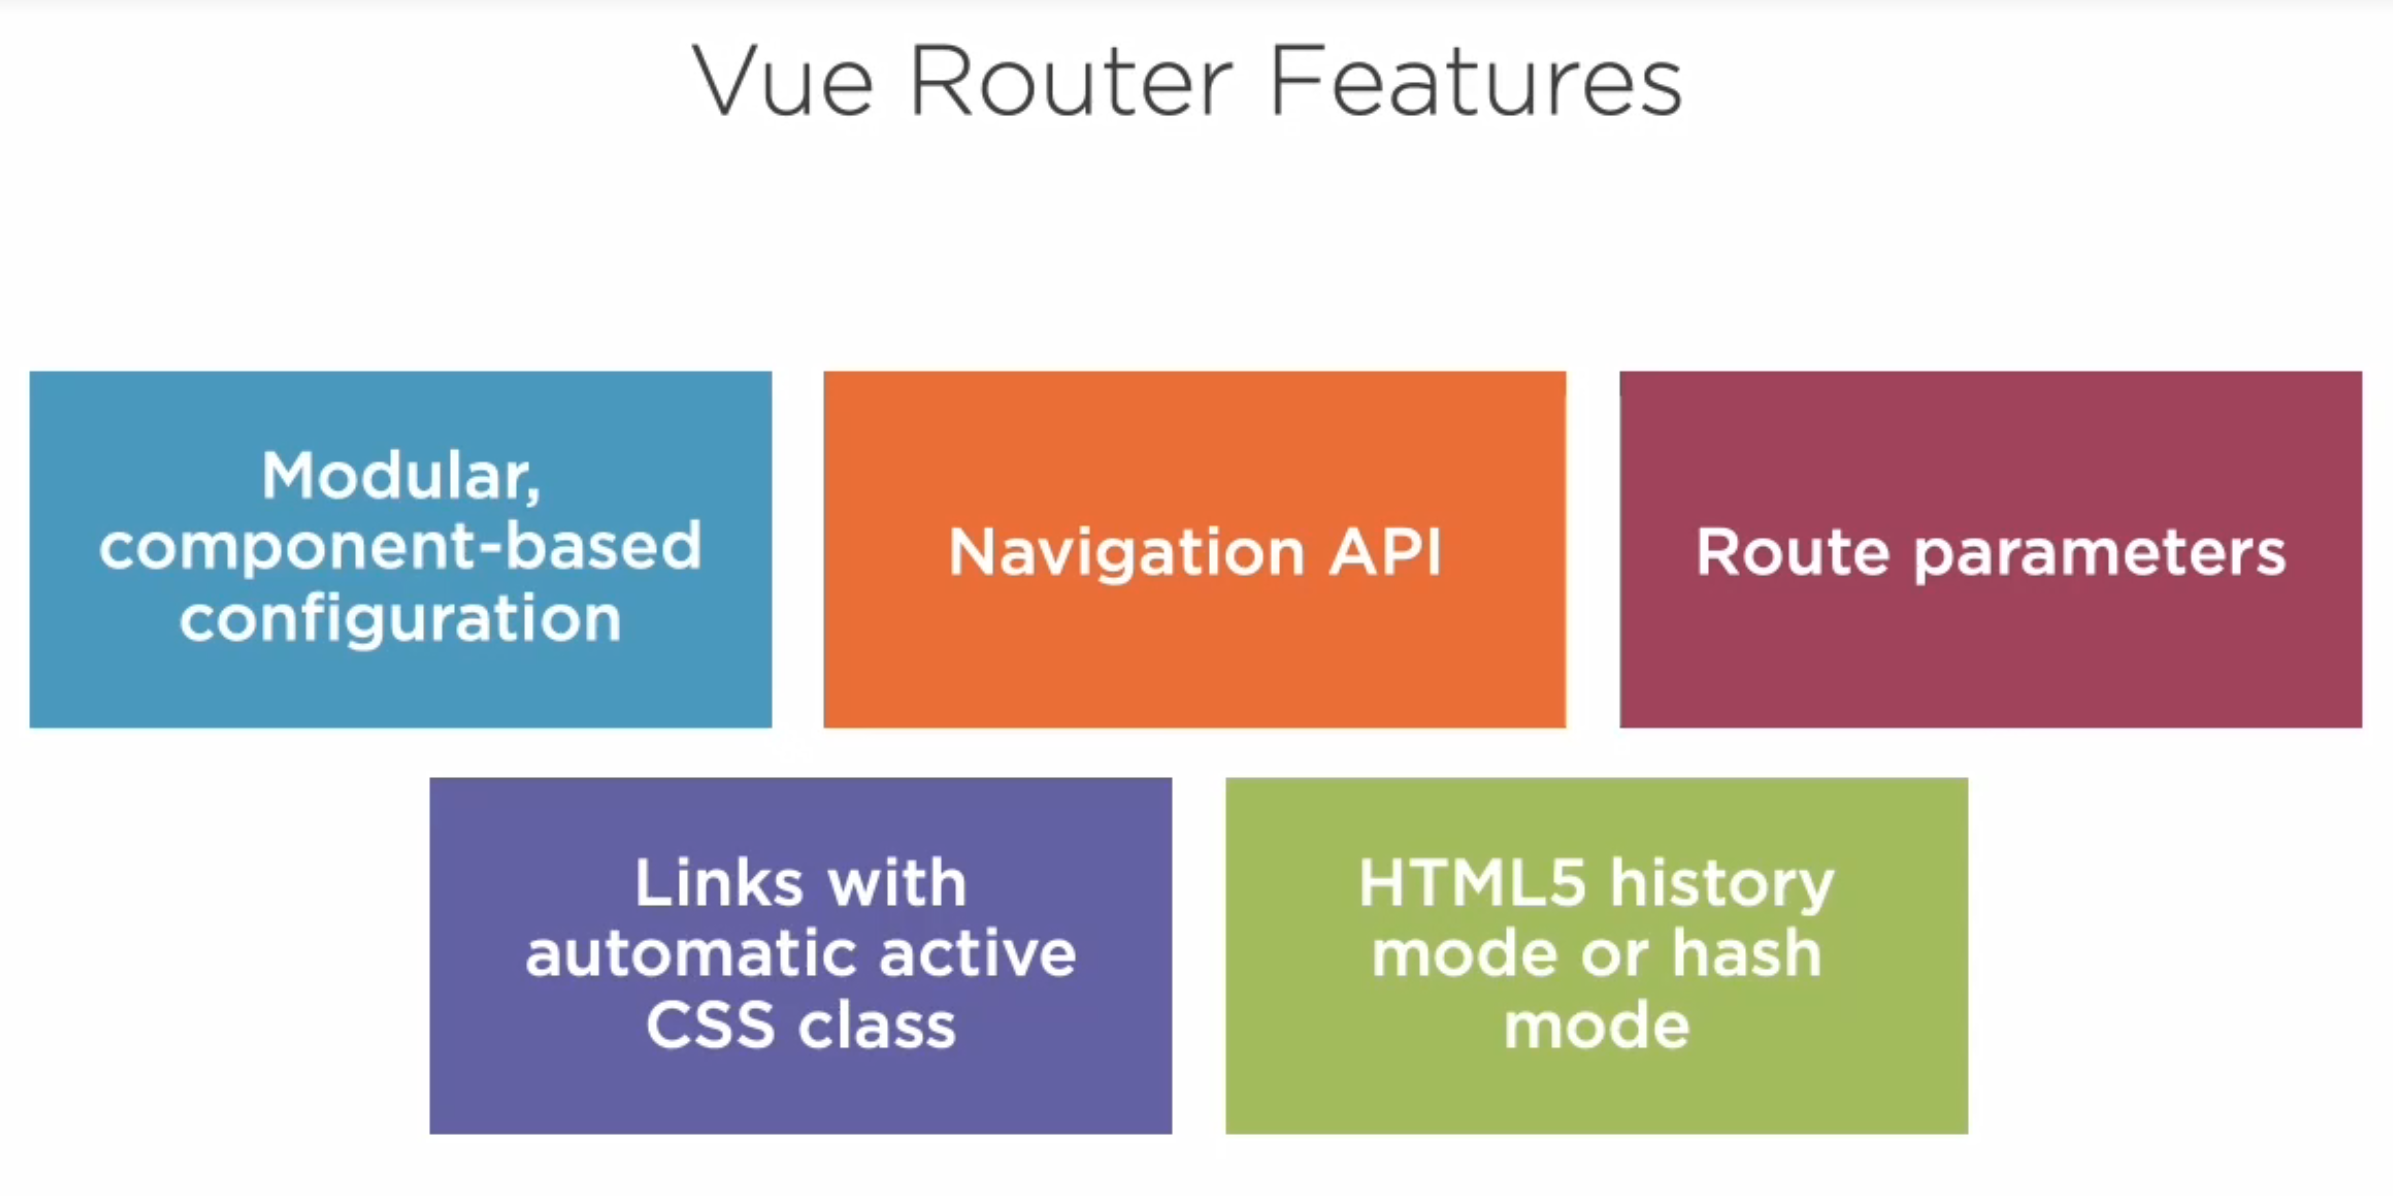 Vue Router Features
Modular,
component-based
configuration
Navigation API
Route parameters
Links with
automatic active
CSS class
HTML5 history
mode or hash
mode